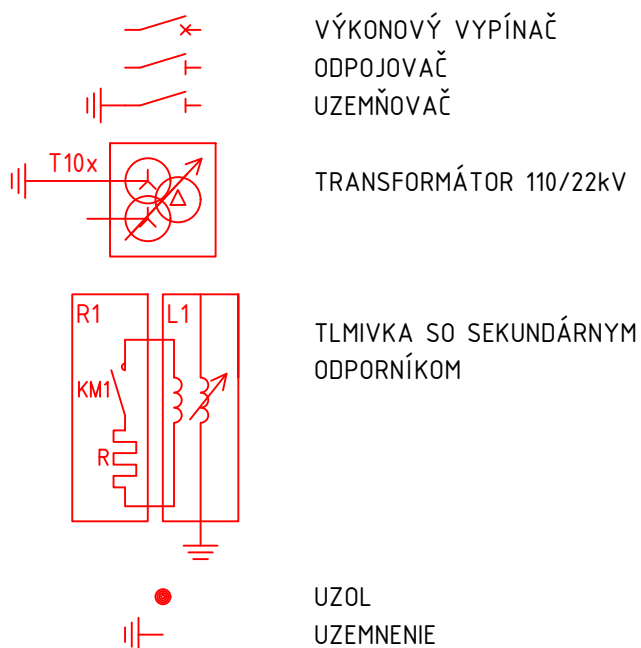 VÝKONOVÝ VYPÍNAČ
ODPOJOVAČ
UZEMŇOVAČ
T10x
TRANSFORMÁTOR 110/22kV
R1
L1
TLMIVKA SO SEKUNDÁRNYM
ODPORNÍKOM
KM1
R
UZOL
UZEMNENIE